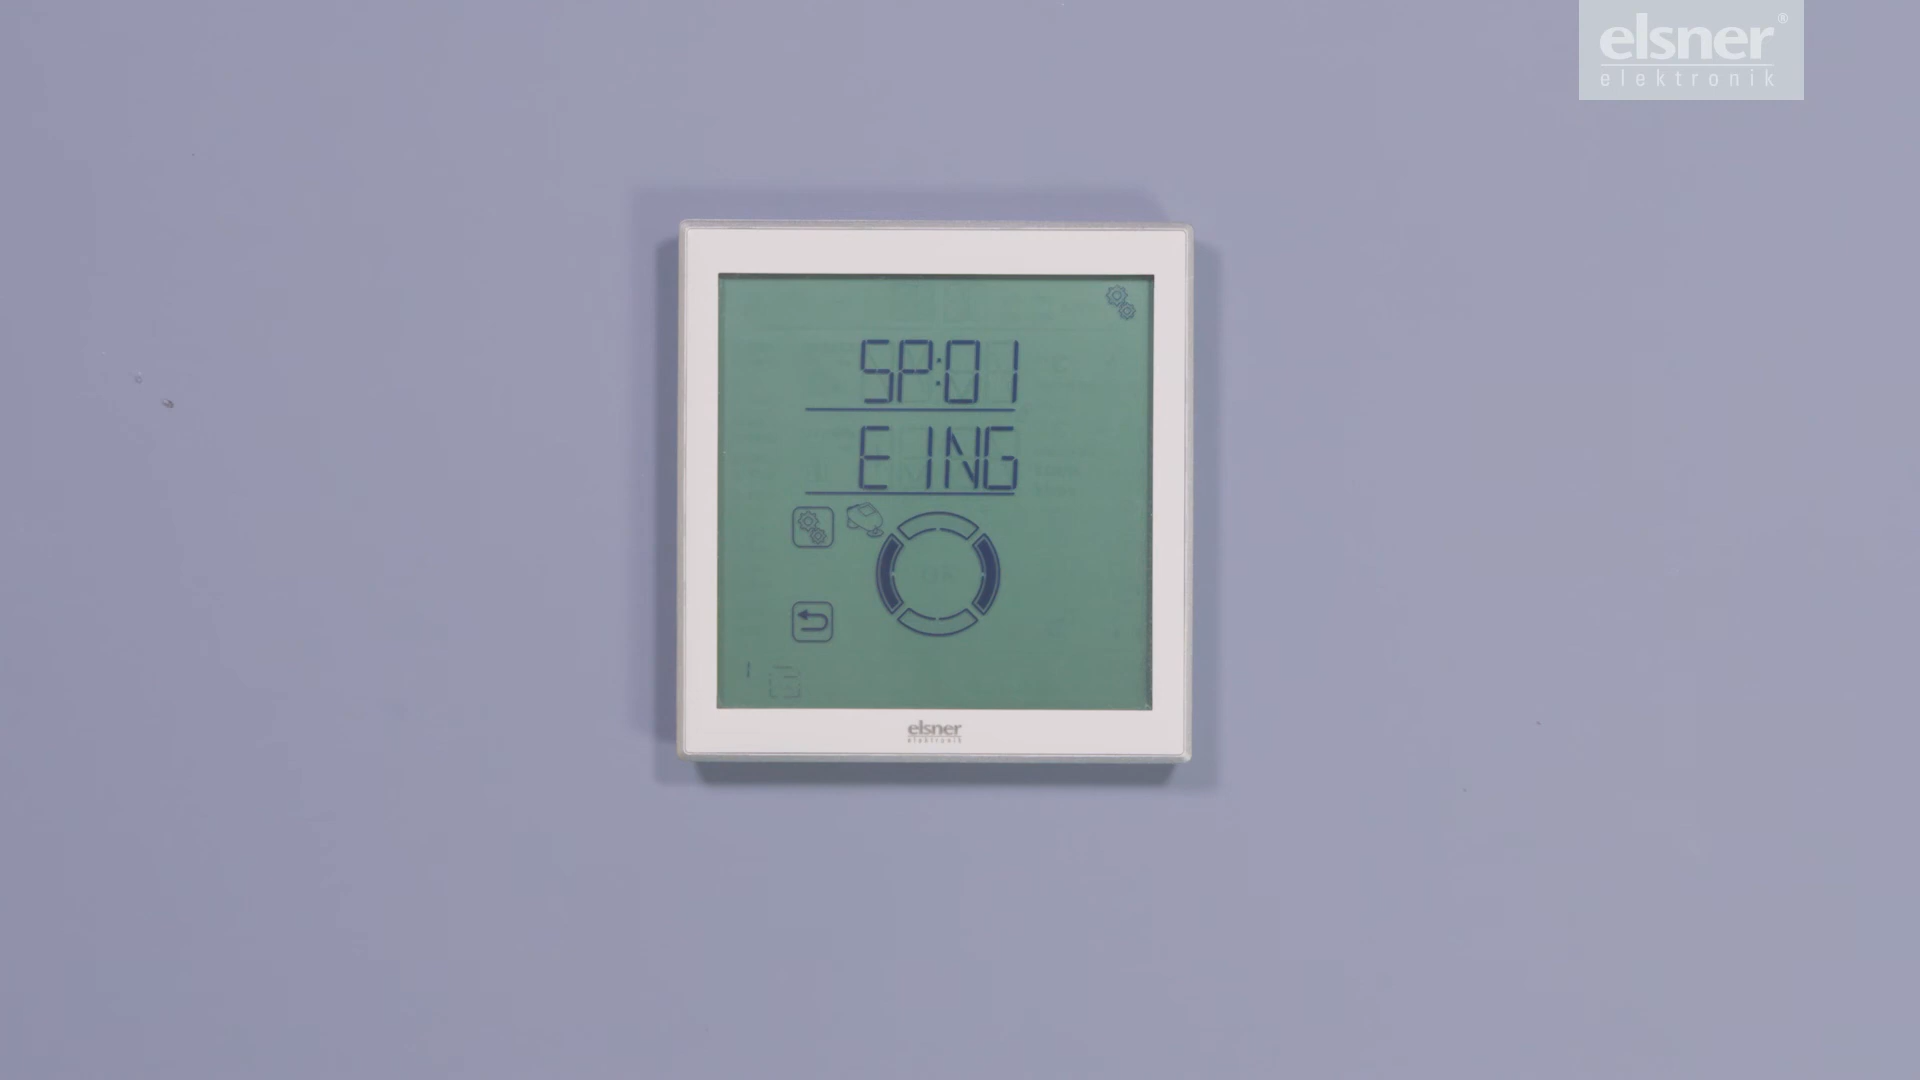 elsner®
elektronik
SP:01
EING
elsner
elektronik